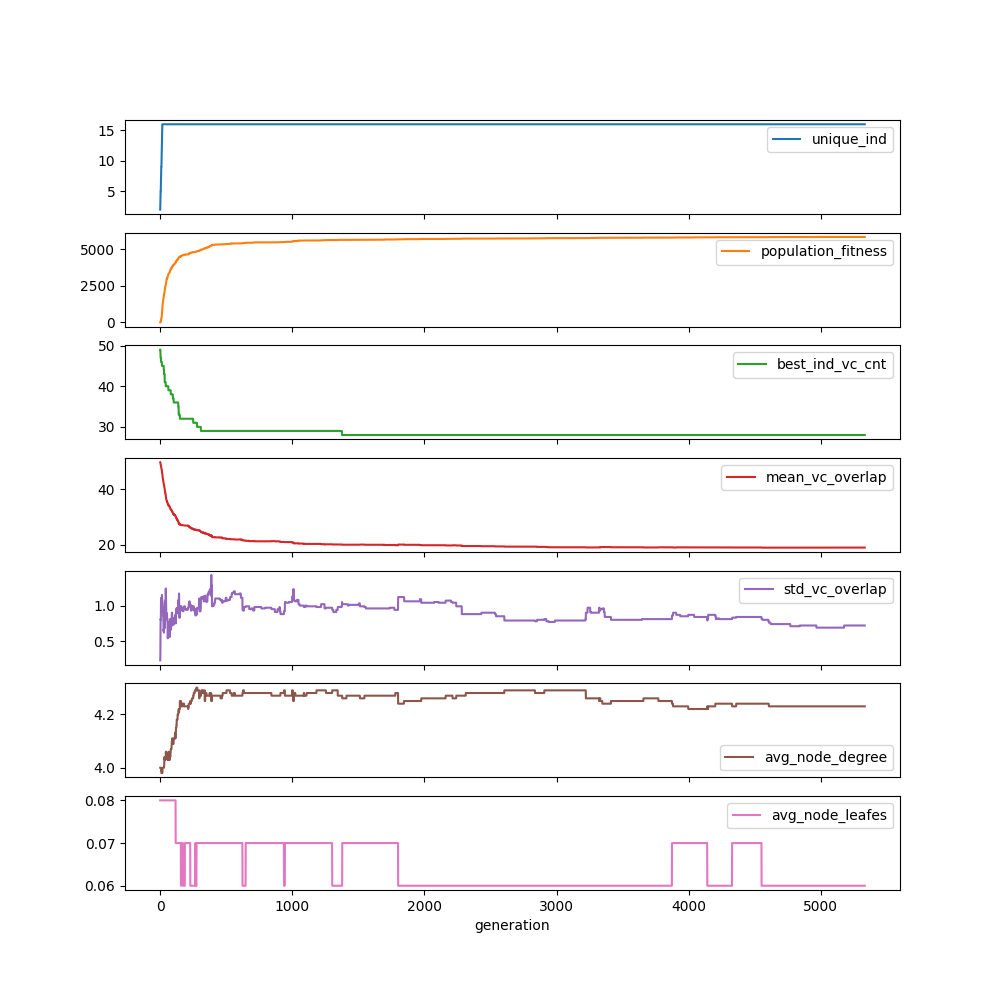 15
10
5
unique_ind
5000
2500
0
population_fitness
50
40
30
best_ind_vc_cnt
40
20
mean_vc_overlap
1.0
0.5
std_vc_overlap
4.2
4.0
avg_node_degree
0.08
0.07
0.06
avg_node_leafes
0 1000 2000 3000 4000 5000
generation